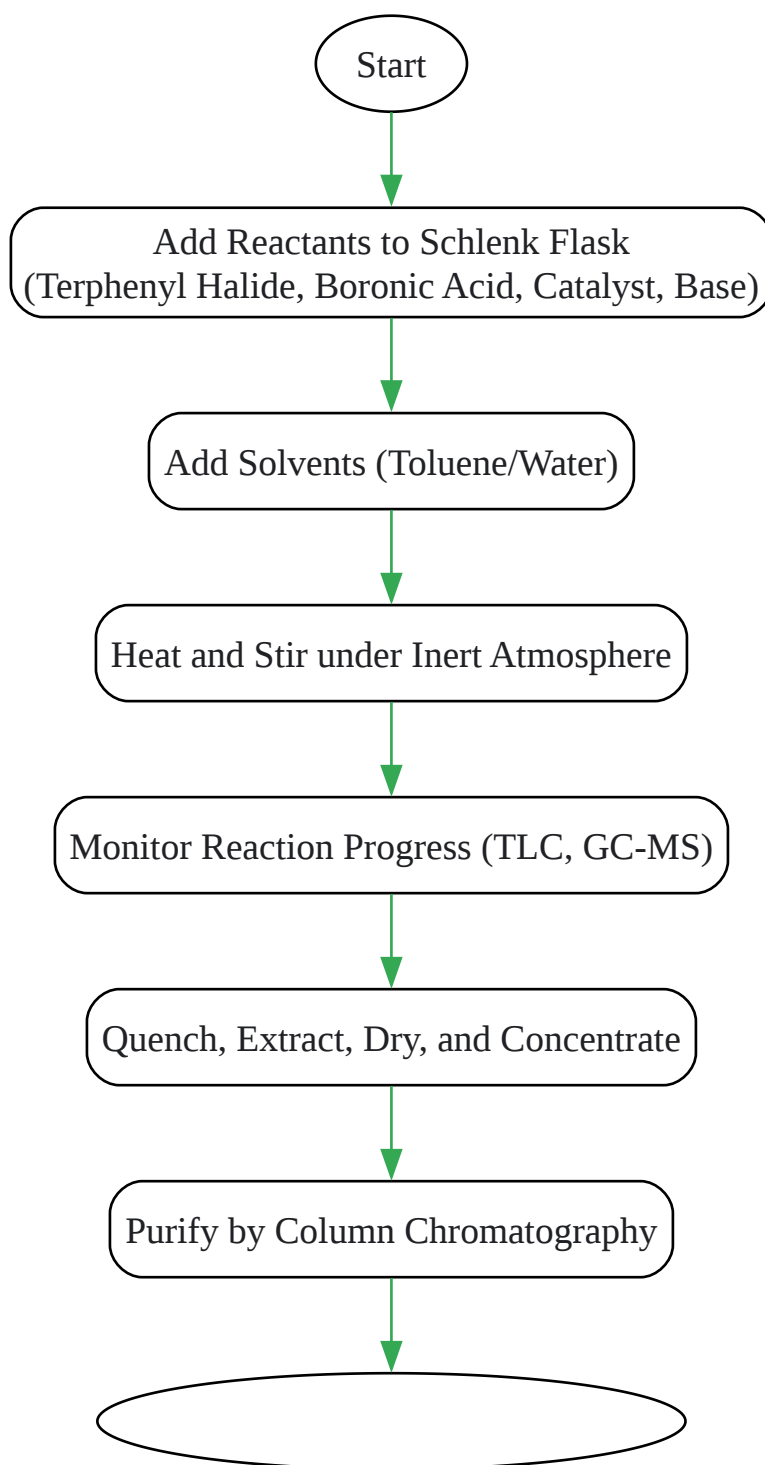 Start
Add Reactants to Schlenk Flask
(Terphenyl Halide, Boronic Acid, Catalyst, Base)
Add Solvents (Toluene/Water)
Heat and Stir under Inert Atmosphere
Monitor Reaction Progress (TLC, GC-MS)
Quench, Extract, Dry, and Concentrate
Purify by Column Chromatography